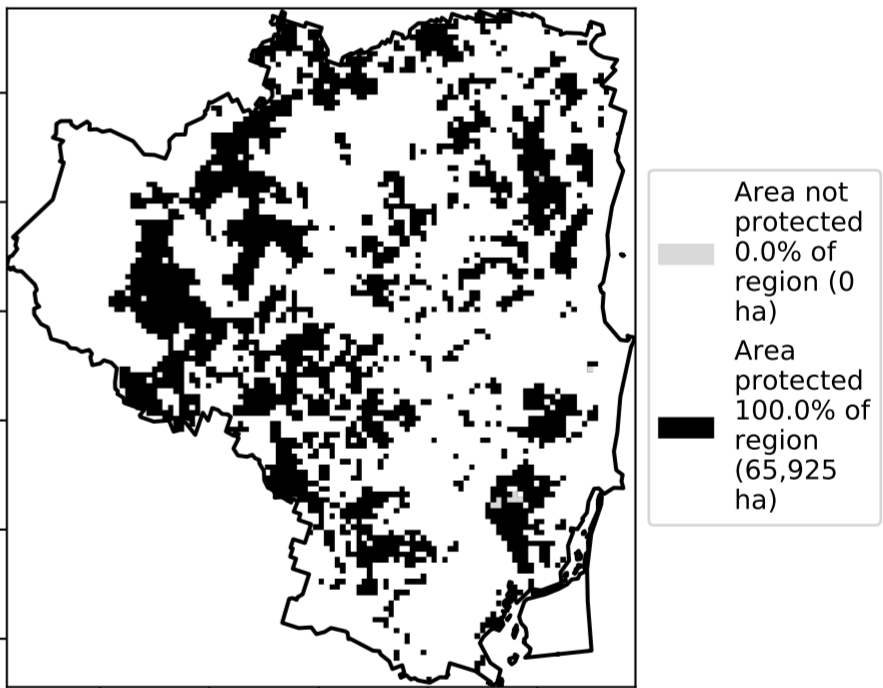 Area not
protected
0.0% of
region (0
ha)
Area
protected
100.0% of
region
(65,925
ha)